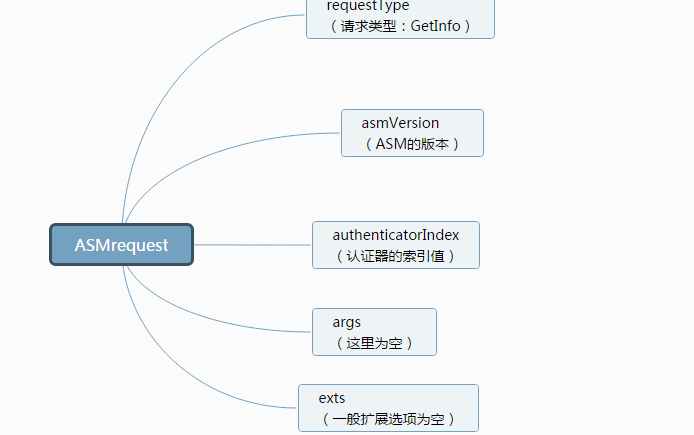 requestType
（请求类型：GetInfo）
asmVersion
（ASM的版本）
ASMrequest
authenticatorIndex
（认证器的索引值）
args
（这里为空）
exts
（一般扩展选项为空）